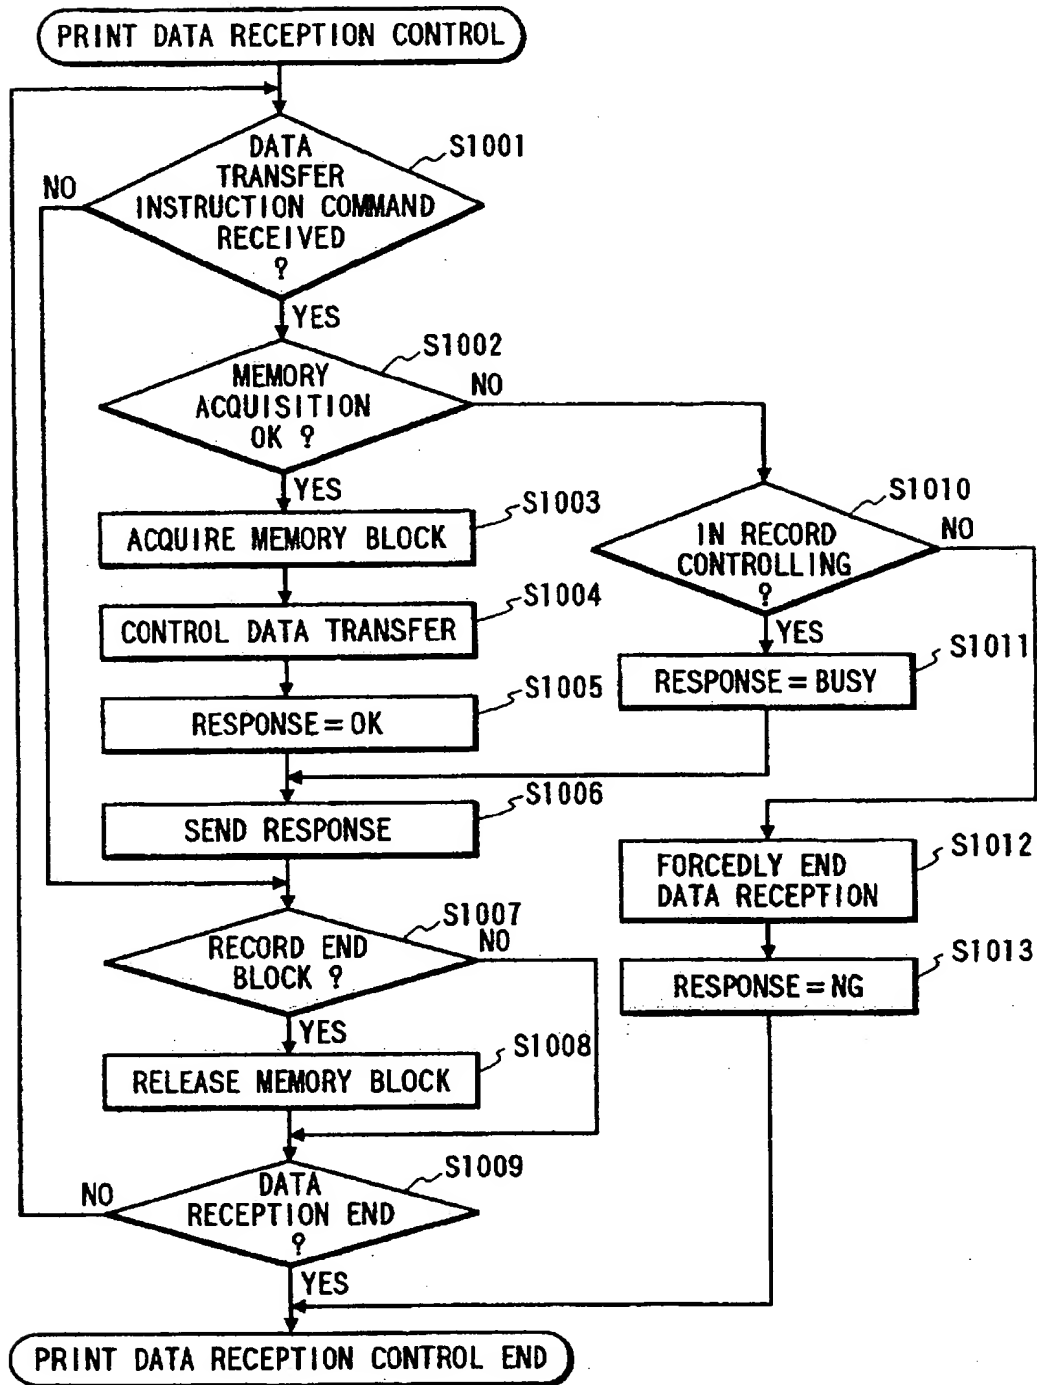 PRINT DATA RECEPTION CONTROL
DATA
TRANSFER
INSTRUCTION COMMAND
RECEIVED
?
S1001
NO
YES
MEMORY
ACQUISITION
OK ?
S1002
NO
YES
ACQUIRE MEMORY BLOCK
S1003
IN RECORD
CONTROLLING
?
S1010
NO
YES
CONTROL DATA TRANSFER
S1004
RESPONSE=OK
S1005
RESPONSE=BUSY
S1011
SEND RESPONSE
S1006
FORCEDLY END
DATA RECEPTION
S1012
RECORD END
BLOCK ?
S1007
NO
YES
RESPONSE=NG
S1013
RELEASE MEMORY BLOCK
S1008
DATA
RECEPTION END
?
S1009
NO
YES
PRINT DATA RECEPTION CONTROL END